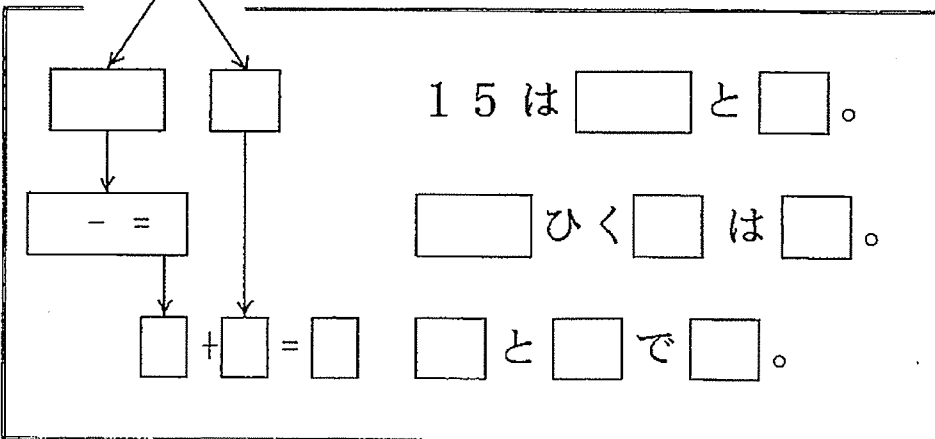 １５は と 。
- =
ひく は 。
+ =
と で 。